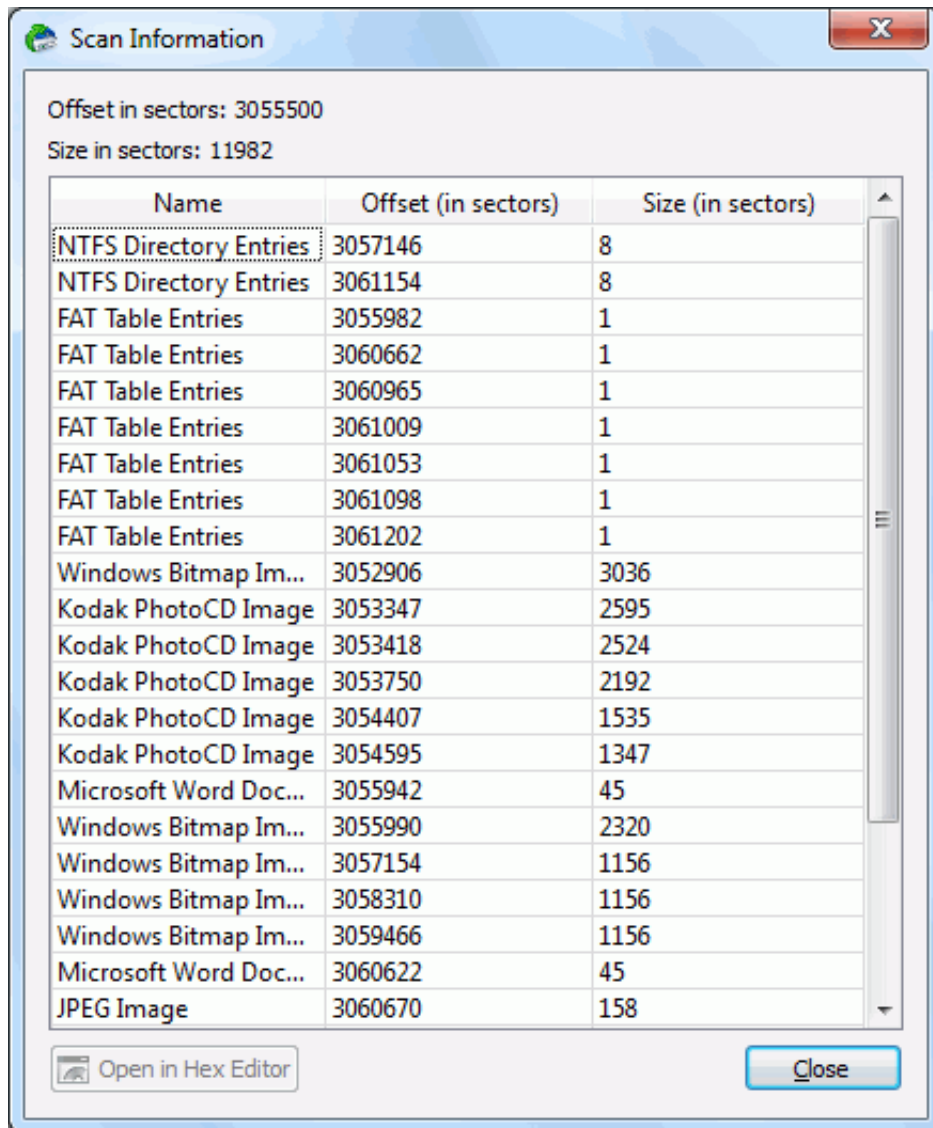 Scan Information
Offset in sectors: 3055500
Size in sectors: 11982
Name Offset (in sectors) Size (in sectors)
NTFS Directory Entries 3057146 8
NTFS Directory Entries 3061154 8
FAT Table Entries 3055982 1
FAT Table Entries 3060662 1
FAT Table Entries 3060965 1
FAT Table Entries 3061009 1
FAT Table Entries 3061053 1
FAT Table Entries 3061098 1
FAT Table Entries 3061202 1
Windows Bitmap Im... 3052906 3036
Kodak PhotoCD Image 3053347 2595
Kodak PhotoCD Image 3053418 2524
Kodak PhotoCD Image 3053750 2192
Kodak PhotoCD Image 3054407 1535
Kodak PhotoCD Image 3054595 1347
Microsoft Word Doc... 3055942 45
Windows Bitmap Im... 3055990 2320
Windows Bitmap Im... 3057154 1156
Windows Bitmap Im... 3058310 1156
Windows Bitmap Im... 3059466 1156
Microsoft Word Doc... 3060622 45
JPEG Image 3060670 158
Open in Hex Editor Close